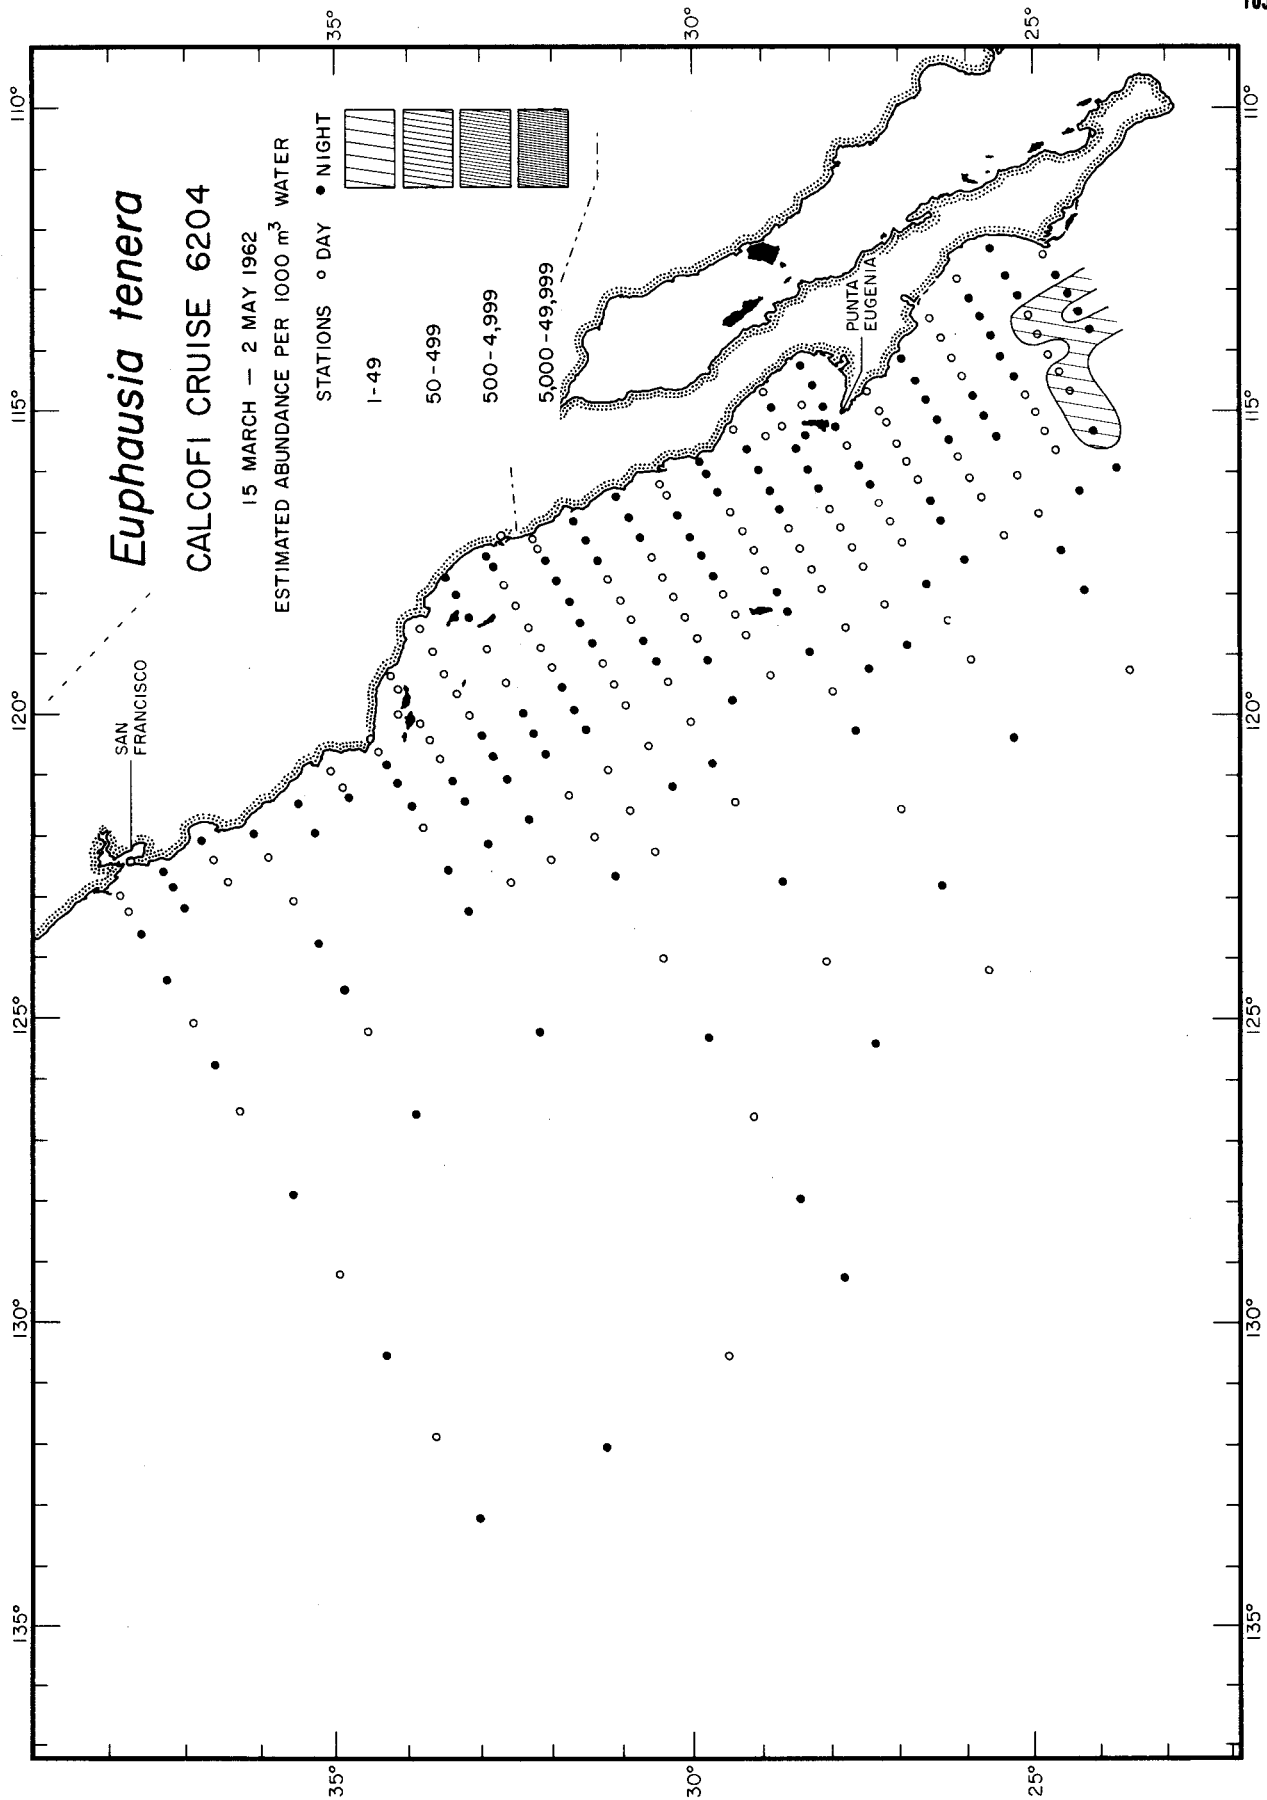 Euphausia tenera
CALCOFI CRUISE 6204
15 MARCH — 2 MAY 1962
ESTIMATED ABUNDANCE PER 1000 m³ WATER
STATIONS ○ DAY ● NIGHT
1-49
50-499
500-4,999
5,000-49,999
SAN
FRANCISCO
PUNTA
EUGENIA
110°
115°
120°
125°
130°
135°
110°
115°
120°
125°
130°
135°
35°
30°
25°
35°
30°
25°